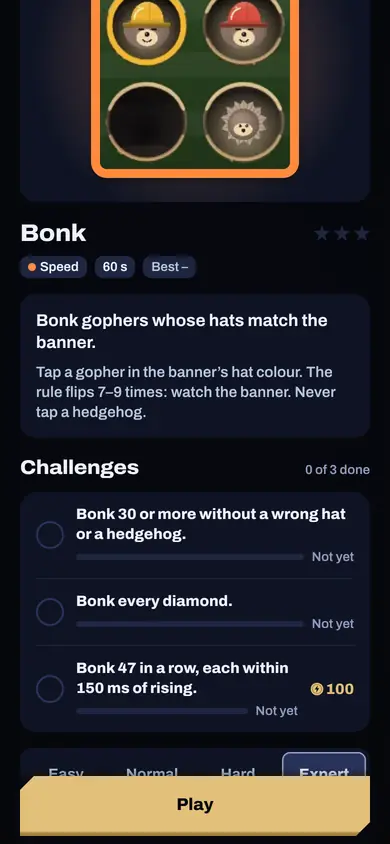 Bonk
Speed
60 s
Best –
Bonk gophers whose hats match the
banner.
Tap a gopher in the banner's hat colour. The
rule flips 7–9 times: watch the banner. Never
tap a hedgehog.
Challenges
0 of 3 done
Bonk 30 or more without a wrong hat
or a hedgehog.
Not yet
Bonk every diamond.
Not yet
Bonk 47 in a row, each within
150 ms of rising.
100
Not yet
Easy
Normal
Hard
Expert
Play